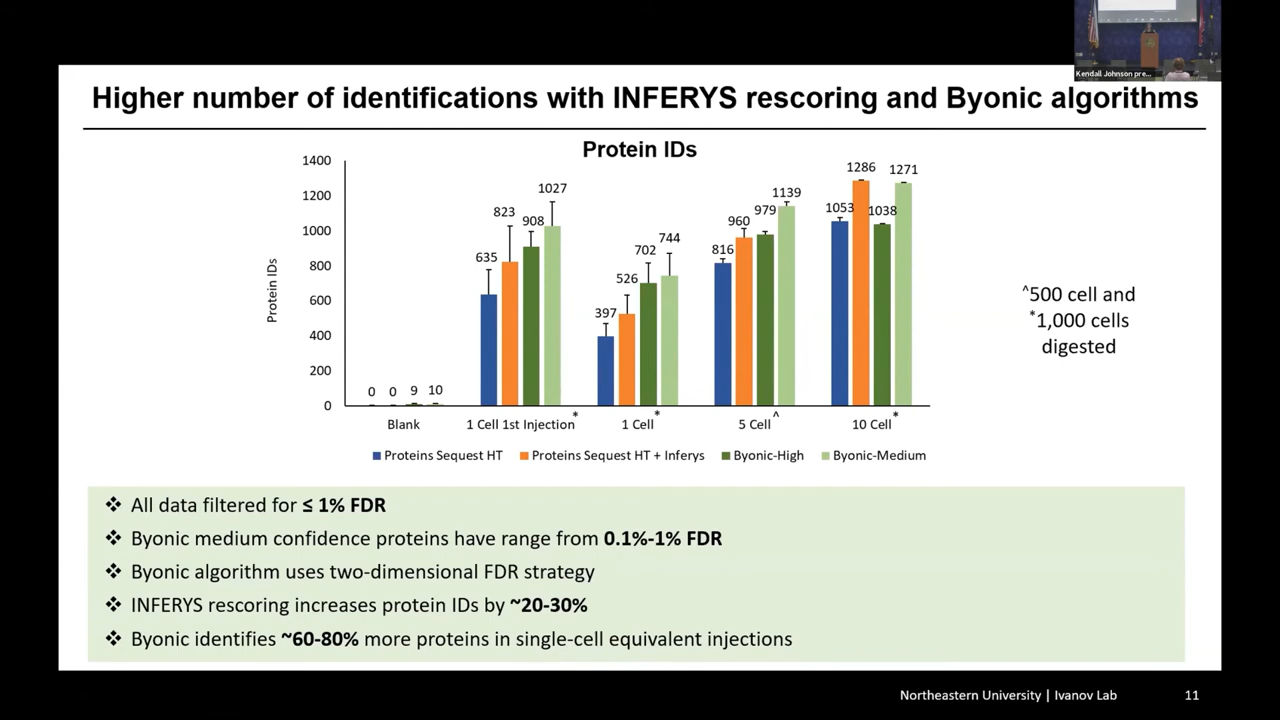 Kendall Johnson pre...
Higher number of identifications with INFERYS rescoring and Byonic algorithms
Protein IDs
Protein IDs
1400
1200
1000
800
600
400
200
0
0 0 9 10
635 823 908 1027
397 526 702 744
816 960 979 1139
1053 1286 1038 1271
Blank 1 Cell 1st Injection* 1 Cell* 5 Cell^ 10 Cell*
Proteins Sequest HT Proteins Sequest HT + Inferys Byonic-High Byonic-Medium
^500 cell and
*1,000 cells
digested
❖ All data filtered for ≤ 1% FDR
❖ Byonic medium confidence proteins have range from 0.1%-1% FDR
❖ Byonic algorithm uses two-dimensional FDR strategy
❖ INFERYS rescoring increases protein IDs by ~20-30%
❖ Byonic identifies ~60-80% more proteins in single-cell equivalent injections
Northeastern University | Ivanov Lab 11